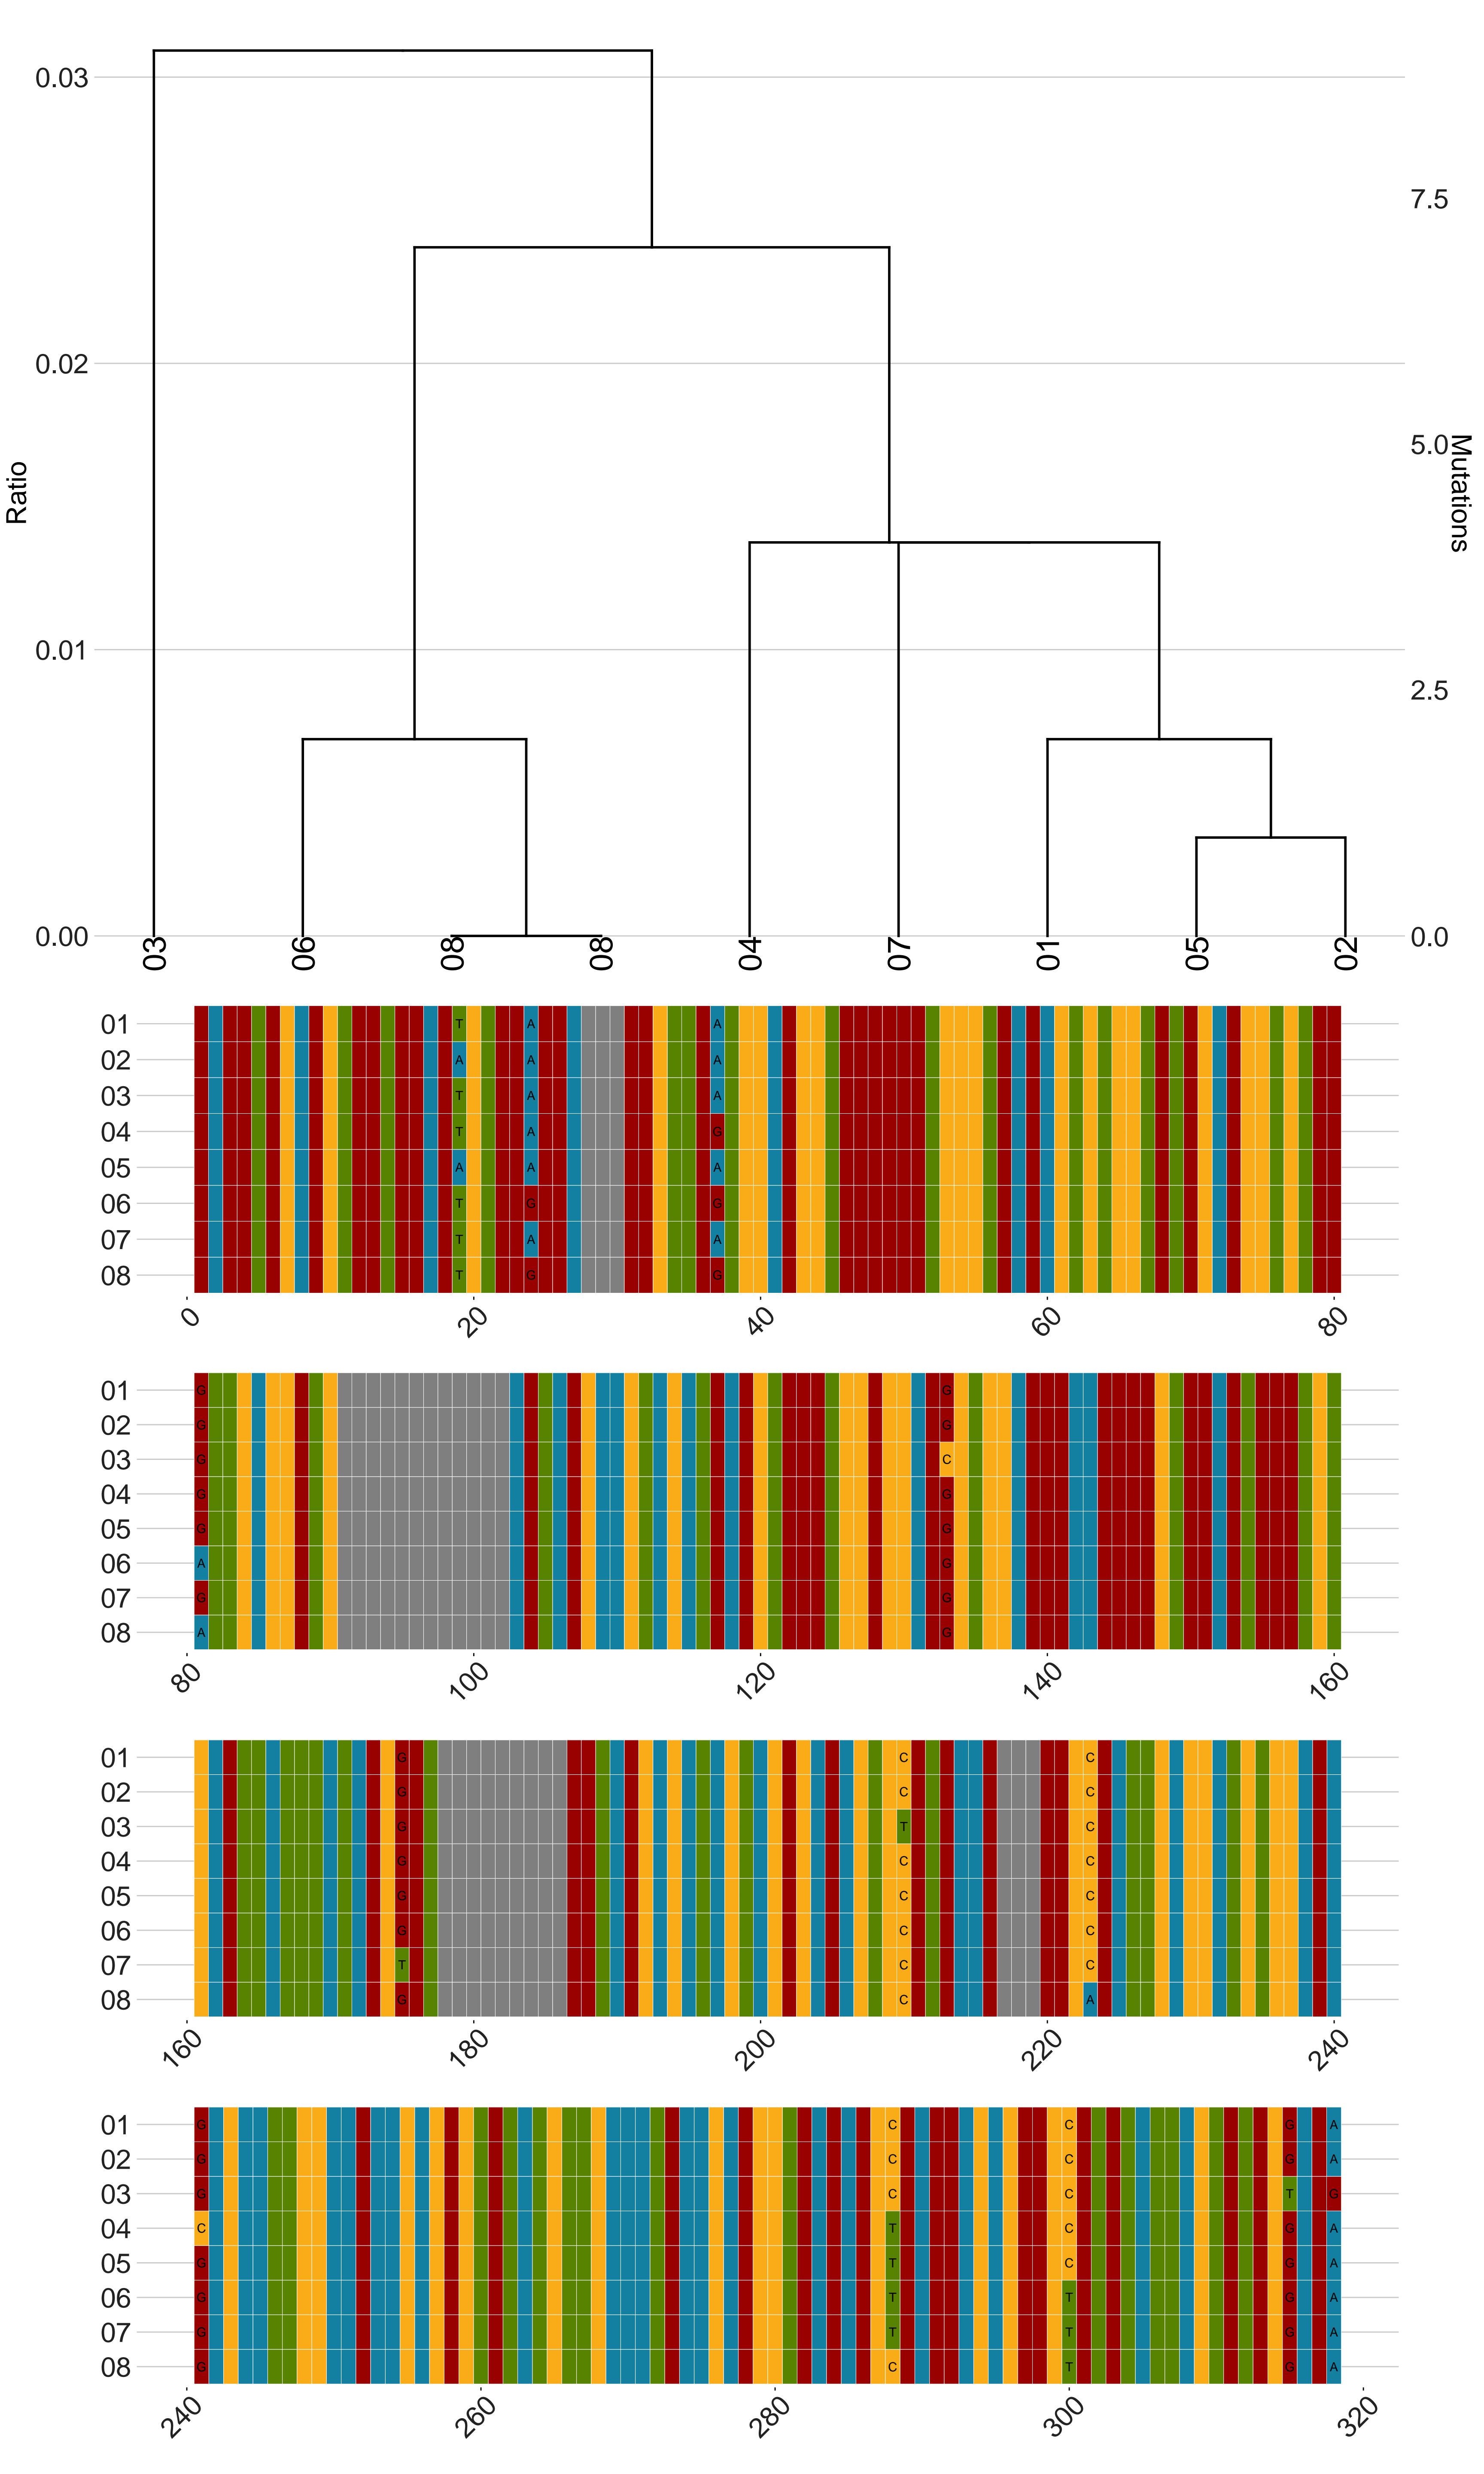 0.03
7.5
0.02
5.0
Ratio
Mutations
0.01
2.5
0.00
0.0
03 06 08 08 04 07 01 05 02
01 T A A
02 A A A
03 T A A
04 T A G
05 A A A
06 T G G
07 T A A
08 T G G
0 20 40 60 80
01 G G
02 G G
03 G C
04 G G
05 G G
06 A G
07 G G
08 A G
80 100 120 140 160
01 G C C
02 G C C
03 G T C
04 G C C
05 G C C
06 G C C
07 T C C
08 G C A
160 180 200 220 240
01 G C C G A
02 G C C G A
03 G C C T G
04 C T C G A
05 G T C G A
06 G T T G A
07 G T T G A
08 G C T G A
240 260 280 300 320